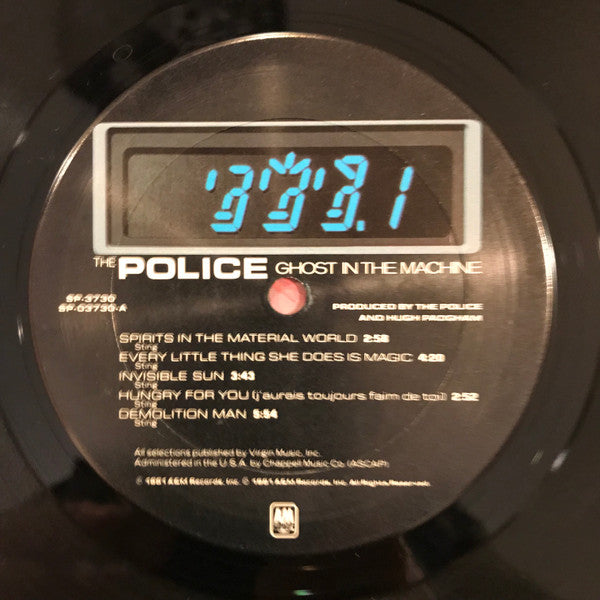 .1
THE POLICE GHOST IN THE MACHINE
SP-3730
SP-03730-A
PRODUCED BY THE POLICE
AND HUGH PADGHAM
SPIRITS IN THE MATERIAL WORLD 2:58
Sting
EVERY LITTLE THING SHE DOES IS MAGIC 4:20
Sting
INVISIBLE SUN 3:43
Sting
HUNGRY FOR YOU (j'aurais toujours faim de toi) 2:52
Sting
DEMOLITION MAN 5:54
Sting
All selections published by Virgin Music, Inc.
Administered in the U.S.A. by Chappell Music Co. (ASCAP)
℗ 1981 A&M Records, Inc. © 1981 A&M Records, Inc. All Rights Reserved.
A&M